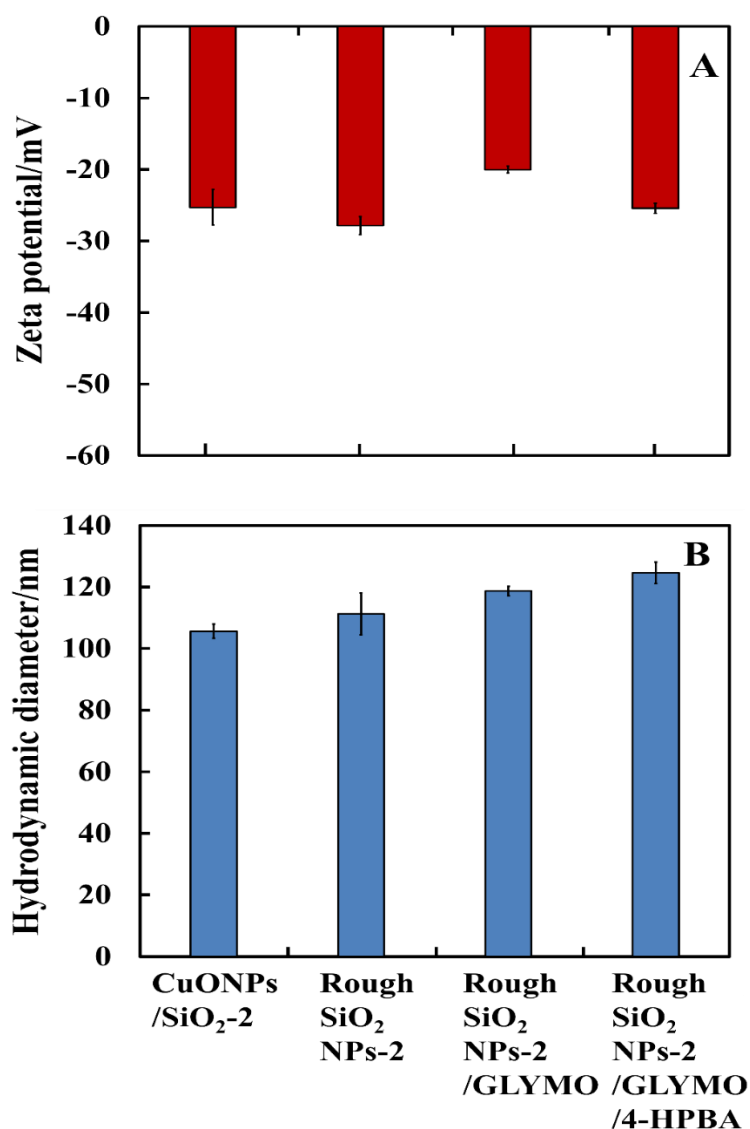 A
Zeta potential/mV
0
-10
-20
-30
-40
-50
-60
B
Hydrodynamic diameter/nm
140
120
100
80
60
40
20
0
CuONPs
/SiO₂-2
Rough
SiO₂
NPs-2
Rough
SiO₂
NPs-2
/GLYMO
Rough
SiO₂
NPs-2
/GLYMO
/4-HPBA